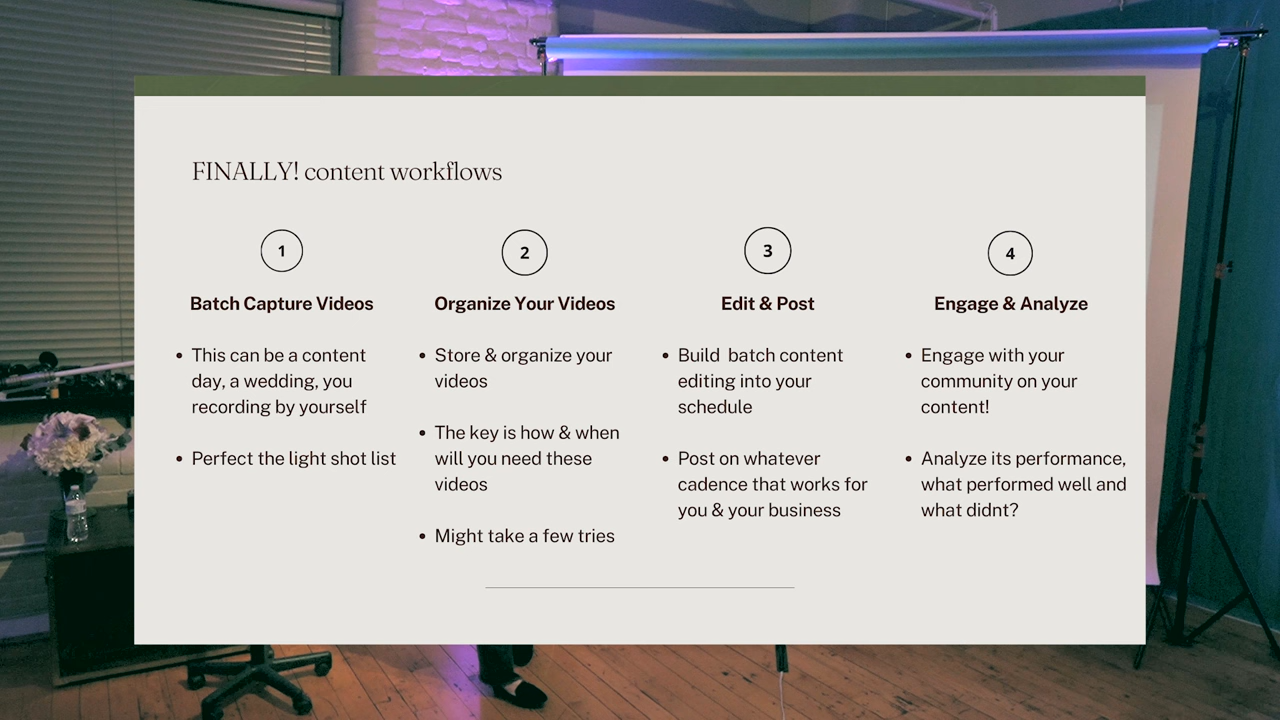 FINALLY! content workflows
1
Batch Capture Videos
This can be a content
day, a wedding, you
recording by yourself
Perfect the light shot list
2
Organize Your Videos
Store & organize your
videos
The key is how & when
will you need these
videos
Might take a few tries
3
Edit & Post
Build  batch content
editing into your
schedule
Post on whatever
cadence that works for
you & your business
4
Engage & Analyze
Engage with your
community on your
content!
Analyze its performance,
what performed well and
what didnt?